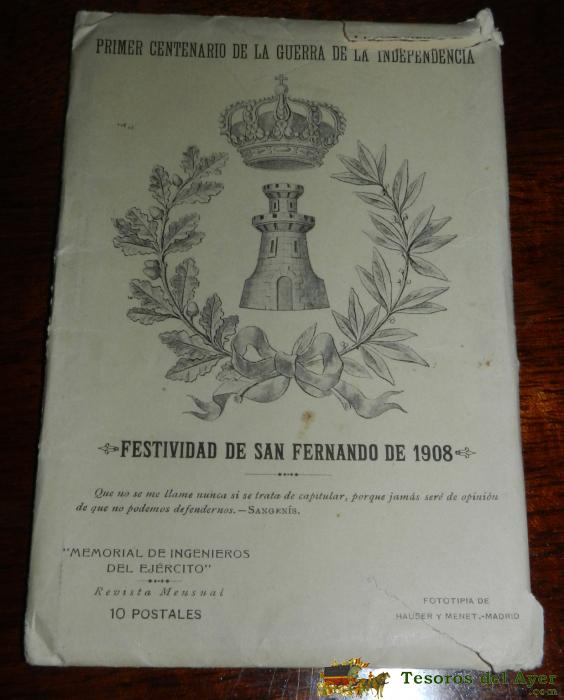 PRIMER CENTENARIO DE LA GUERRA DE LA INDEPENDENCIA
FESTIVIDAD DE SAN FERNANDO DE 1908
Que no se me llame nunca si se trata de capitular, porque jamás seré de opinión
de que no podemos defendernos.—SANGENÍS.
"MEMORIAL DE INGENIEROS
DEL EJÉRCITO"
Revista Mensual
10 POSTALES
FOTOTIPIA DE
HAUSER Y MENET.-MADRID
Tesoros del Ayer
.com